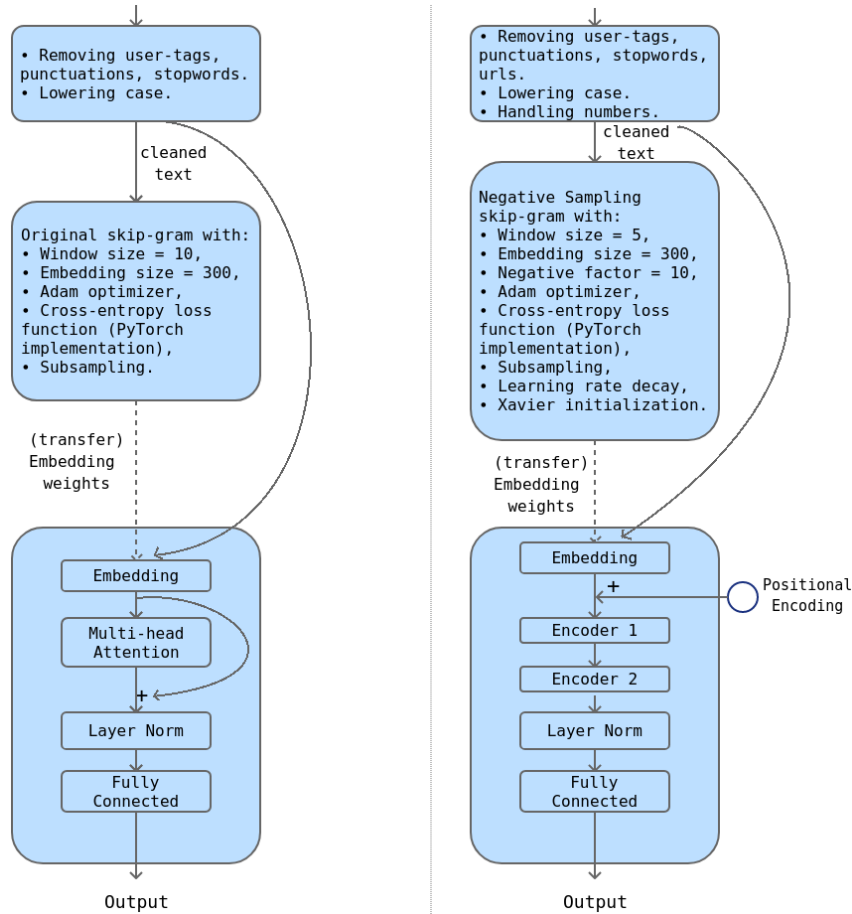 • Removing user-tags,
punctuations, stopwords.
• Lowering case.
cleaned
text
Original skip-gram with:
• Window size = 10,
• Embedding size = 300,
• Adam optimizer,
• Cross-entropy loss
function (PyTorch
implementation),
• Subsampling.
(transfer)
Embedding
weights
Embedding
Multi-head
Attention
+
Layer Norm
Fully
Connected
Output
• Removing user-tags,
punctuations, stopwords,
urls.
• Lowering case.
• Handling numbers.
cleaned
text
Negative Sampling
skip-gram with:
• Window size = 5,
• Embedding size = 300,
• Negative factor = 10,
• Adam optimizer,
• Cross-entropy loss
function (PyTorch
implementation),
• Subsampling,
• Learning rate decay,
• Xavier initialization.
(transfer)
Embedding
weights
Embedding
+
Positional
Encoding
Encoder 1
Encoder 2
Layer Norm
Fully
Connected
Output